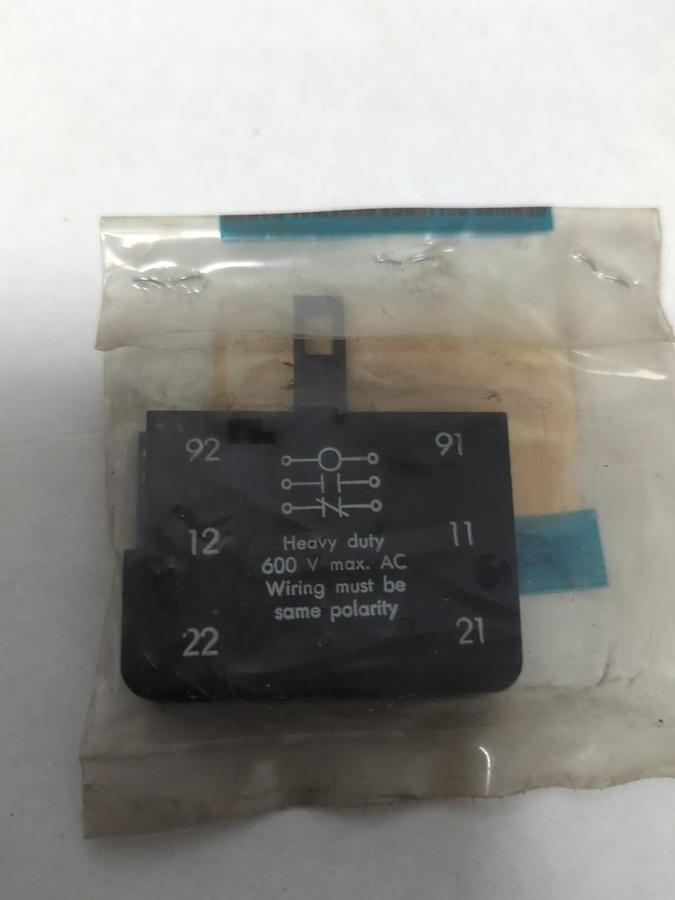 92 91
12 11
Heavy duty
600 V max. AC
Wiring must be
same polarity
22 21